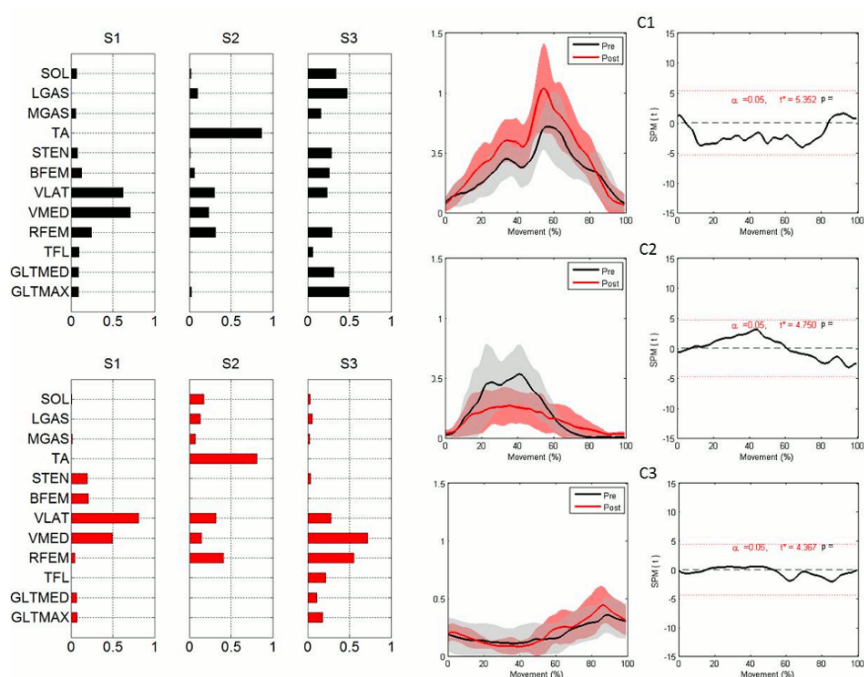 S1 S2 S3
SOL
LGAS
MGAS
TA
STEN
BFEM
VLAT
VMED
RFEM
TFL
GLTMED
GLTMAX
0 0.5 1 0 0.5 1 0 0.5 1
S1 S2 S3
SOL
LGAS
MGAS
TA
STEN
BFEM
VLAT
VMED
RFEM
TFL
GLTMED
GLTMAX
0 0.5 1 0 0.5 1 0 0.5 1
C1
1.5
1
0.5
0
Pre
Post
0 20 40 60 80 100
Movement (%)
15
10
5
0
-5
-10
-15
SPM { t }
α =0.05, t* = 5.352 p =
0 20 40 60 80 100
Movement (%)
C2
1.5
1
0.5
0
Pre
Post
0 20 40 60 80 100
Movement (%)
15
10
5
0
-5
-10
-15
SPM { t }
α =0.05, t* = 4.750 p =
0 20 40 60 80 100
Movement (%)
C3
1.5
1
0.5
0
Pre
Post
0 20 40 60 80 100
Movement (%)
15
10
5
0
-5
-10
-15
SPM { t }
α =0.05, t* = 4.367 p =
0 20 40 60 80 100
Movement (%)